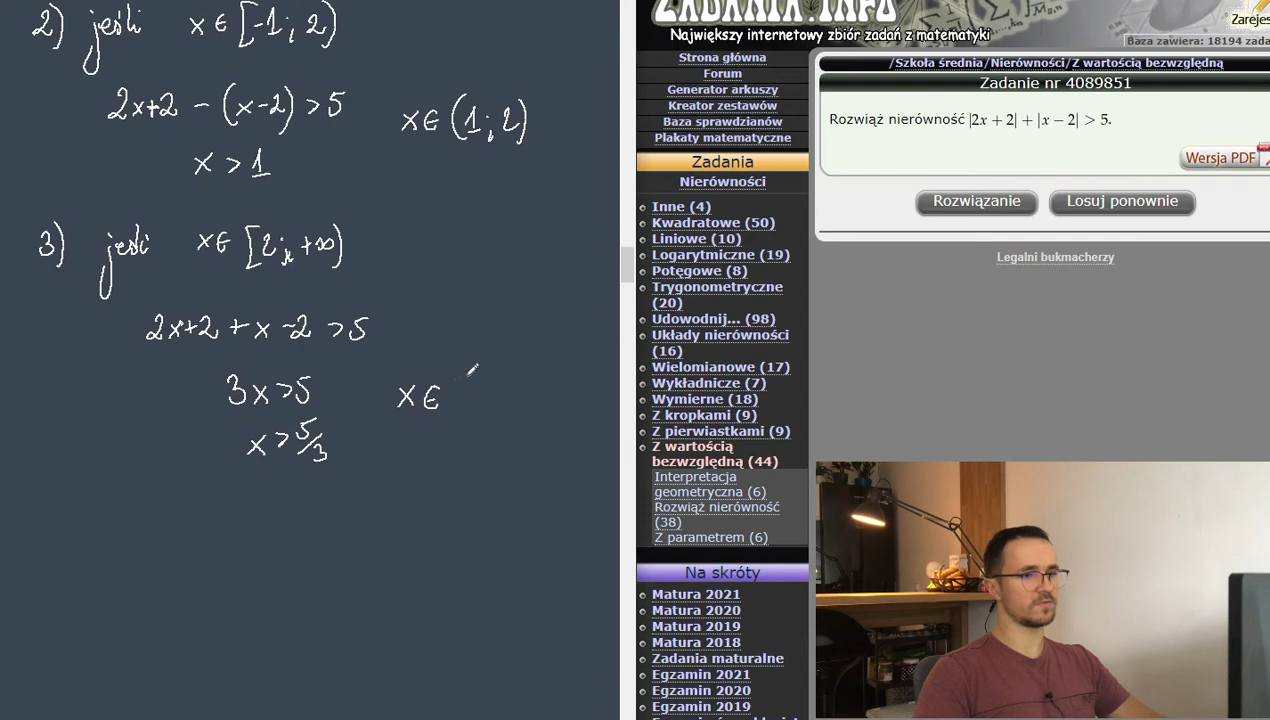 2) jeśli x ∈ [-1; 2)
2x+2 - (x-2) > 5 x ∈ (1; 2)
x > 1
3) jeśli x ∈ [2; +∞)
2x+2 + x -2 > 5
3x > 5 x ∈
x > 5/3
ZADANIA.INFO
Największy internetowy zbiór zadań z matematyki
Baza zawiera: 18194 zada
Strona główna
Forum
Generator arkuszy
Kreator zestawów
Baza sprawdzianów
Plakaty matematyczne
Zadania
Nierówności
Inne (4)
Kwadratowe (50)
Liniowe (10)
Logarytmiczne (19)
Potęgowe (8)
Trygonometryczne
(20)
Udowodnij... (98)
Układy nierówności
(16)
Wielomianowe (17)
Wykładnicze (7)
Wymierne (18)
Z kropkami (9)
Z pierwiastkami (9)
Z wartością
bezwzględną (44)
Interpretacja
geometryczna (6)
Rozwiąż nierówność
(38)
Z parametrem (6)
Na skróty
Matura 2021
Matura 2020
Matura 2019
Matura 2018
Zadania maturalne
Egzamin 2021
Egzamin 2020
Egzamin 2019
Zarejes
/Szkoła średnia/Nierówności/Z wartością bezwzględną
Zadanie nr 4089851
Rozwiąż nierówność |2x + 2| + |x − 2| > 5.
Wersja PDF
Rozwiązanie Losuj ponownie
Legalni bukmacherzy